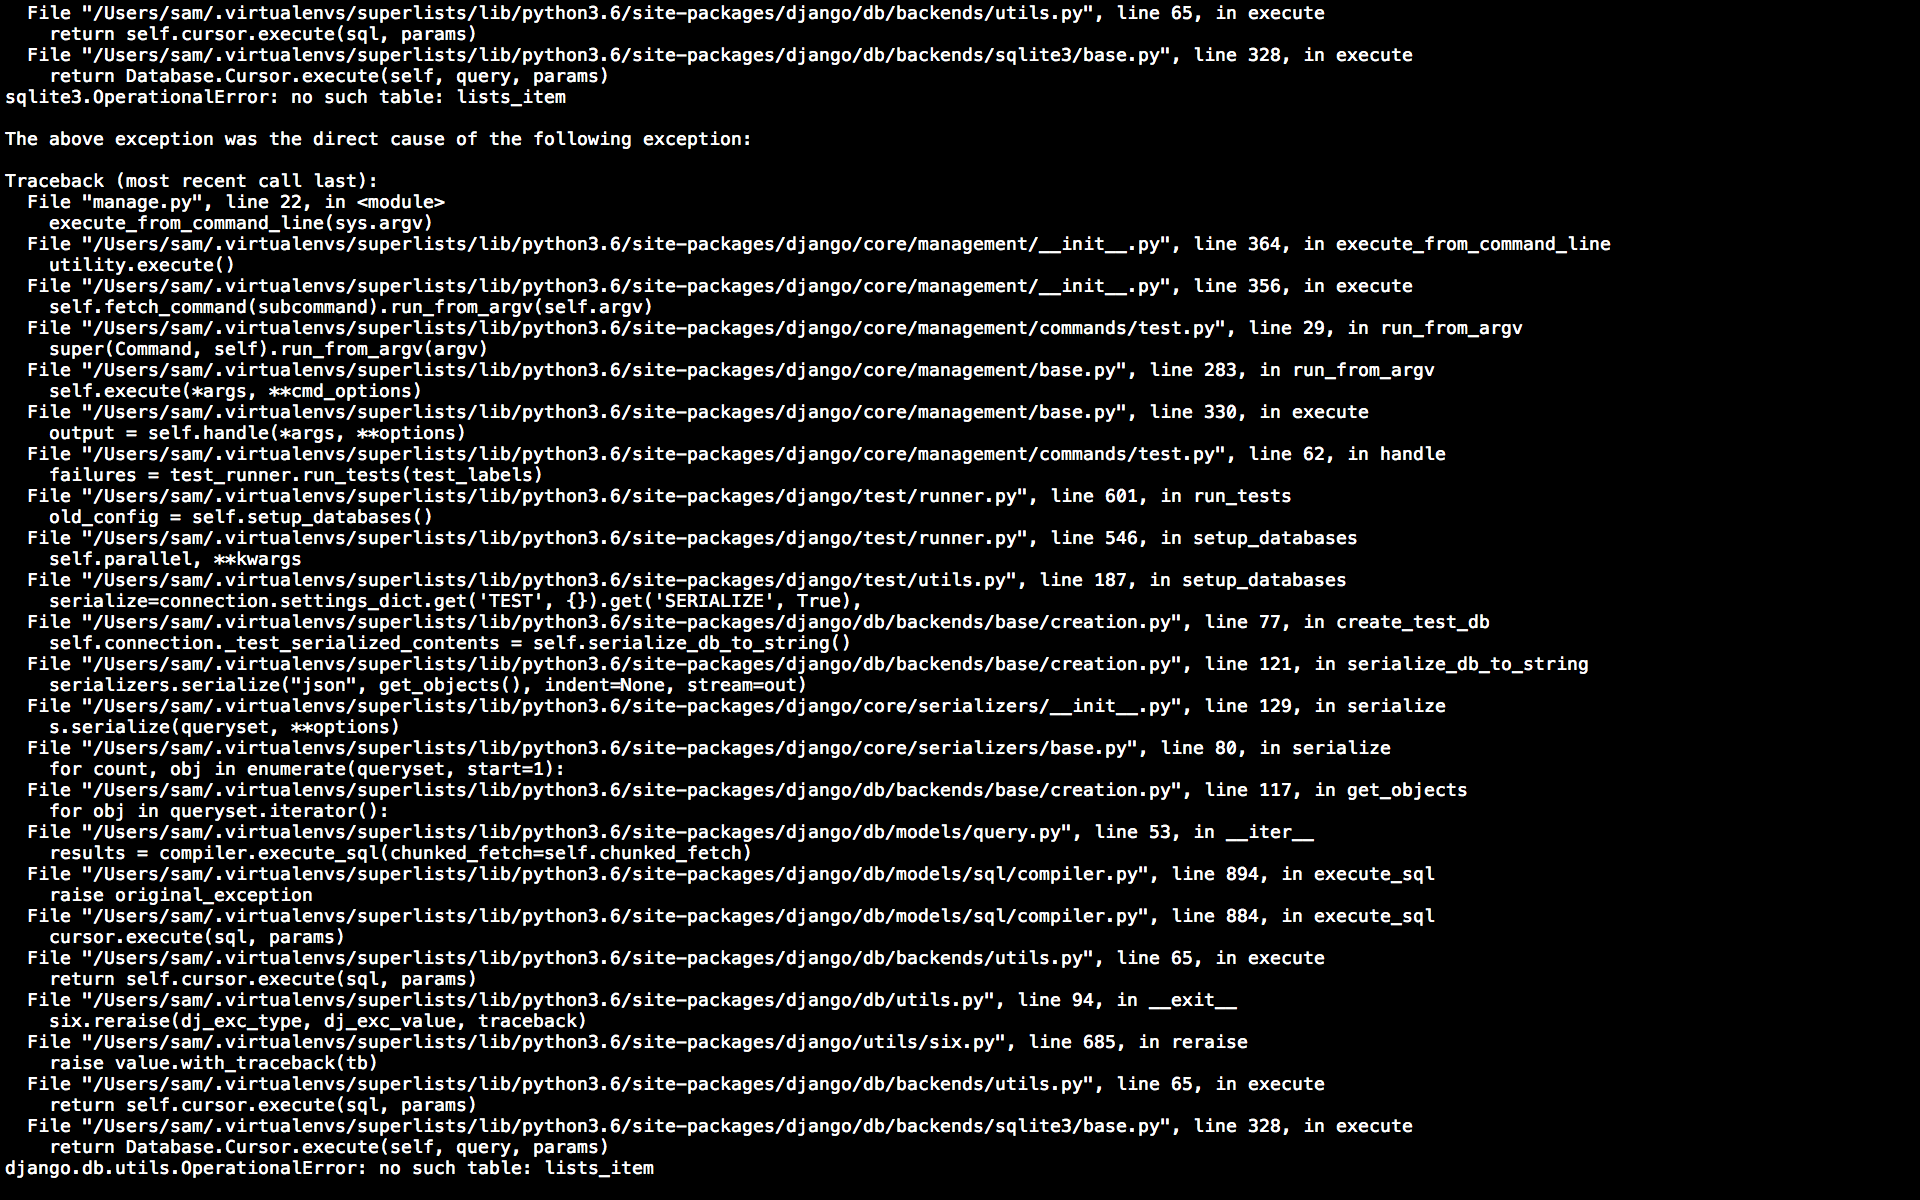 File "/Users/sam/.virtualenvs/superlists/lib/python3.6/site-packages/django/db/backends/utils.py", line 65, in execute
    return self.cursor.execute(sql, params)
  File "/Users/sam/.virtualenvs/superlists/lib/python3.6/site-packages/django/db/backends/sqlite3/base.py", line 328, in execute
    return Database.Cursor.execute(self, query, params)
sqlite3.OperationalError: no such table: lists_item

The above exception was the direct cause of the following exception:

Traceback (most recent call last):
  File "manage.py", line 22, in <module>
    execute_from_command_line(sys.argv)
  File "/Users/sam/.virtualenvs/superlists/lib/python3.6/site-packages/django/core/management/__init__.py", line 364, in execute_from_command_line
    utility.execute()
  File "/Users/sam/.virtualenvs/superlists/lib/python3.6/site-packages/django/core/management/__init__.py", line 356, in execute
    self.fetch_command(subcommand).run_from_argv(self.argv)
  File "/Users/sam/.virtualenvs/superlists/lib/python3.6/site-packages/django/core/management/commands/test.py", line 29, in run_from_argv
    super(Command, self).run_from_argv(argv)
  File "/Users/sam/.virtualenvs/superlists/lib/python3.6/site-packages/django/core/management/base.py", line 283, in run_from_argv
    self.execute(*args, **cmd_options)
  File "/Users/sam/.virtualenvs/superlists/lib/python3.6/site-packages/django/core/management/base.py", line 330, in execute
    output = self.handle(*args, **options)
  File "/Users/sam/.virtualenvs/superlists/lib/python3.6/site-packages/django/core/management/commands/test.py", line 62, in handle
    failures = test_runner.run_tests(test_labels)
  File "/Users/sam/.virtualenvs/superlists/lib/python3.6/site-packages/django/test/runner.py", line 601, in run_tests
    old_config = self.setup_databases()
  File "/Users/sam/.virtualenvs/superlists/lib/python3.6/site-packages/django/test/runner.py", line 546, in setup_databases
    self.parallel, **kwargs
  File "/Users/sam/.virtualenvs/superlists/lib/python3.6/site-packages/django/test/utils.py", line 187, in setup_databases
    serialize=connection.settings_dict.get('TEST', {}).get('SERIALIZE', True),
  File "/Users/sam/.virtualenvs/superlists/lib/python3.6/site-packages/django/db/backends/base/creation.py", line 77, in create_test_db
    self.connection._test_serialized_contents = self.serialize_db_to_string()
  File "/Users/sam/.virtualenvs/superlists/lib/python3.6/site-packages/django/db/backends/base/creation.py", line 121, in serialize_db_to_string
    serializers.serialize("json", get_objects(), indent=None, stream=out)
  File "/Users/sam/.virtualenvs/superlists/lib/python3.6/site-packages/django/core/serializers/__init__.py", line 129, in serialize
    s.serialize(queryset, **options)
  File "/Users/sam/.virtualenvs/superlists/lib/python3.6/site-packages/django/core/serializers/base.py", line 80, in serialize
    for count, obj in enumerate(queryset, start=1):
  File "/Users/sam/.virtualenvs/superlists/lib/python3.6/site-packages/django/db/backends/base/creation.py", line 117, in get_objects
    for obj in queryset.iterator():
  File "/Users/sam/.virtualenvs/superlists/lib/python3.6/site-packages/django/db/models/query.py", line 53, in __iter__
    results = compiler.execute_sql(chunked_fetch=self.chunked_fetch)
  File "/Users/sam/.virtualenvs/superlists/lib/python3.6/site-packages/django/db/models/sql/compiler.py", line 894, in execute_sql
    raise original_exception
  File "/Users/sam/.virtualenvs/superlists/lib/python3.6/site-packages/django/db/models/sql/compiler.py", line 884, in execute_sql
    cursor.execute(sql, params)
  File "/Users/sam/.virtualenvs/superlists/lib/python3.6/site-packages/django/db/backends/utils.py", line 65, in execute
    return self.cursor.execute(sql, params)
  File "/Users/sam/.virtualenvs/superlists/lib/python3.6/site-packages/django/db/utils.py", line 94, in __exit__
    six.reraise(dj_exc_type, dj_exc_value, traceback)
  File "/Users/sam/.virtualenvs/superlists/lib/python3.6/site-packages/django/utils/six.py", line 685, in reraise
    raise value.with_traceback(tb)
  File "/Users/sam/.virtualenvs/superlists/lib/python3.6/site-packages/django/db/backends/utils.py", line 65, in execute
    return self.cursor.execute(sql, params)
  File "/Users/sam/.virtualenvs/superlists/lib/python3.6/site-packages/django/db/backends/sqlite3/base.py", line 328, in execute
    return Database.Cursor.execute(self, query, params)
django.db.utils.OperationalError: no such table: lists_item